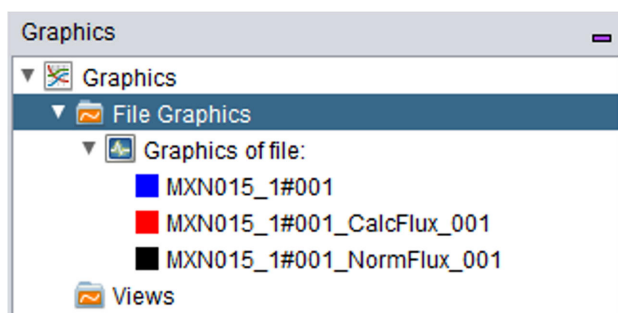 Graphics
Graphics
File Graphics
Graphics of file:
MXN015_1#001
MXN015_1#001_CalcFlux_001
MXN015_1#001_NormFlux_001
Views